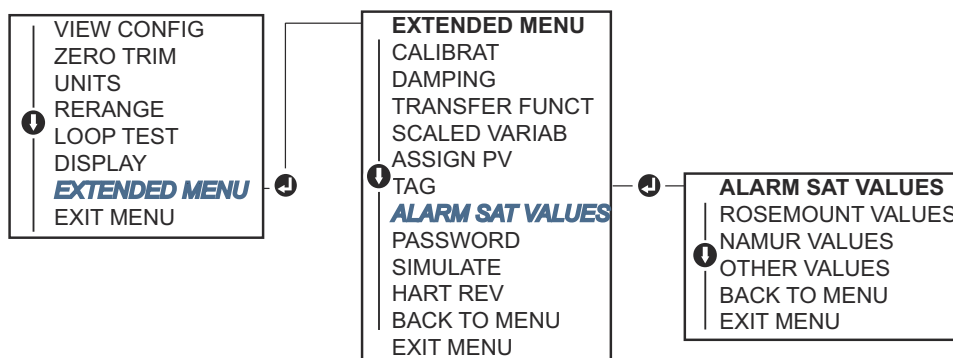 VIEW CONFIG
ZERO TRIM
UNITS
RERANGE
LOOP TEST
DISPLAY
EXTENDED MENU
EXIT MENU
EXTENDED MENU
CALIBRAT
DAMPING
TRANSFER FUNCT
SCALED VARIAB
ASSIGN PV
TAG
ALARM SAT VALUES
PASSWORD
SIMULATE
HART REV
BACK TO MENU
EXIT MENU
ALARM SAT VALUES
ROSEMOUNT VALUES
NAMUR VALUES
OTHER VALUES
BACK TO MENU
EXIT MENU